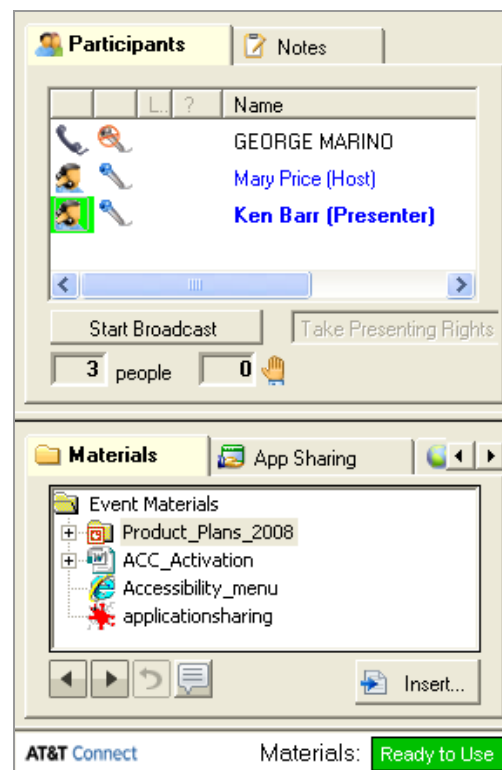 Participants Notes
L.. ? Name
GEORGE MARINO
Mary Price (Host)
Ken Barr (Presenter)
Start Broadcast Take Presenting Rights
3 people 0
Materials App Sharing
Event Materials
Product_Plans_2008
ACC_Activation
Accessibility_menu
applicationsharing
Insert...
AT&T Connect Materials: Ready to Use